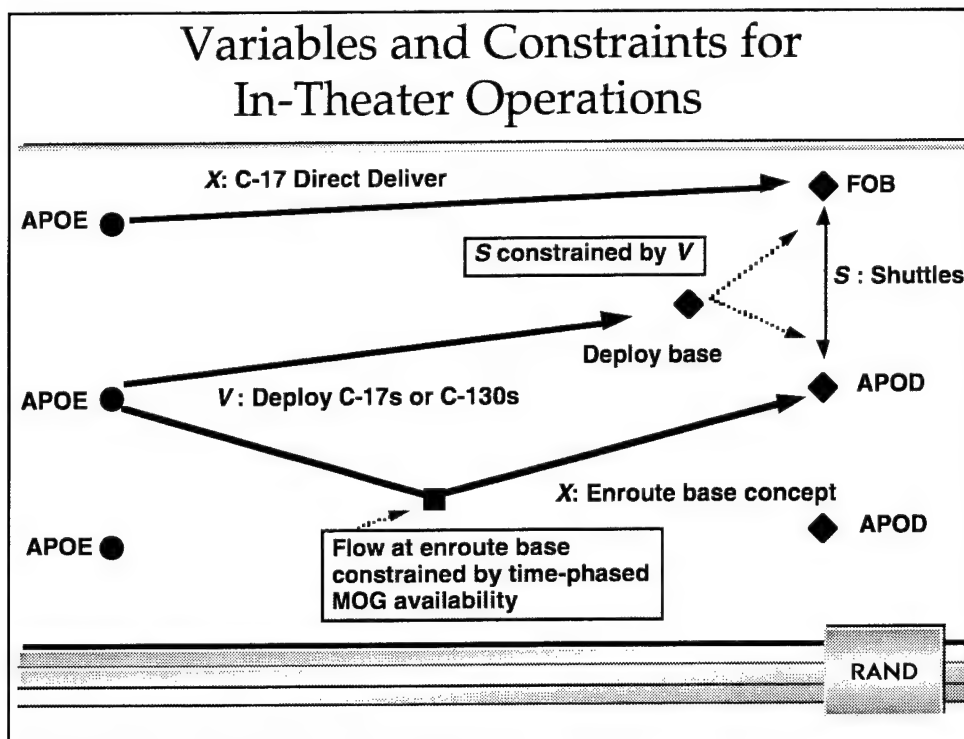 Variables and Constraints for
In-Theater Operations
X: C-17 Direct Deliver
FOB
APOE
S constrained by V
S : Shuttles
Deploy base
APOE
V : Deploy C-17s or C-130s
APOD
X: Enroute base concept
APOE
APOD
Flow at enroute base
constrained by time-phased
MOG availability
RAND